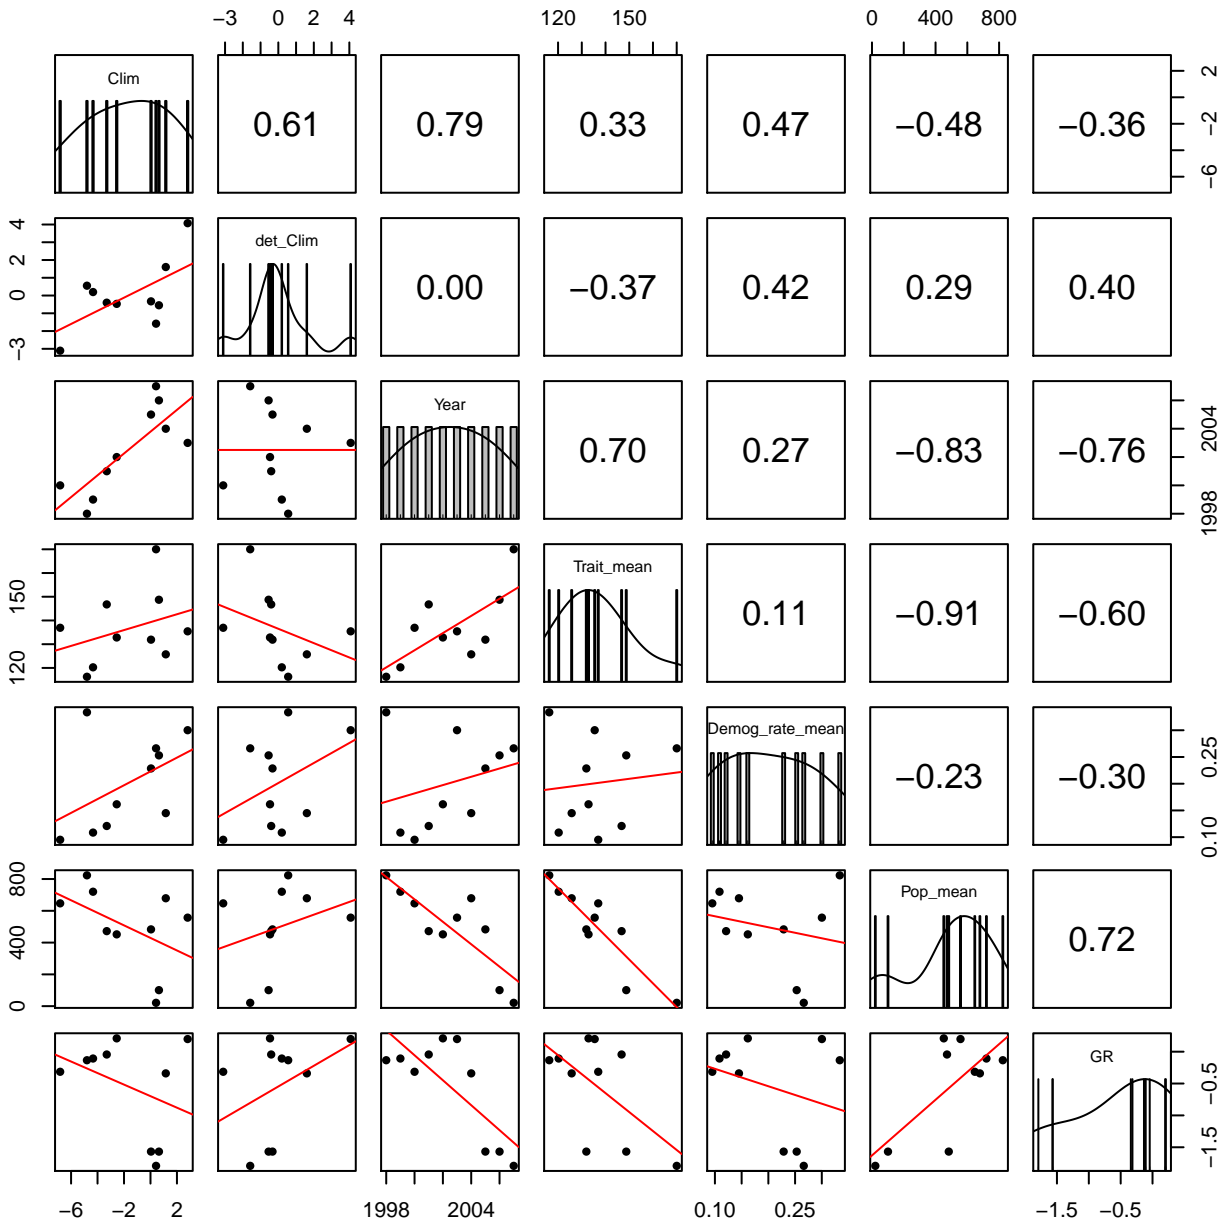 −3 0 2 4 120 150 0 400 800
Clim
0.61 0.79 0.33 0.47 −0.48 −0.36
−6 −2 2
−3 0 2 4
det_Clim
0.00 −0.37 0.42 0.29 0.40
Year
0.70 0.27 −0.83 −0.76
1998 2004
120 150
Trait_mean
0.11 −0.91 −0.60
Demog_rate_mean
−0.23 −0.30
0.10 0.25
0 400 800
Pop_mean
0.72
GR
−1.5 −0.5
−6 −2 2 1998 2004 0.10 0.25 −1.5 −0.5